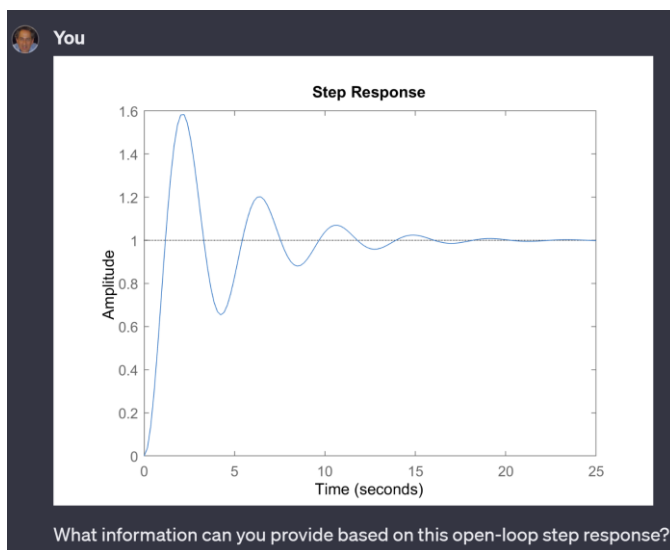 You
Step Response
1.6
1.4
1.2
1
0.8
0.6
0.4
0.2
0
Amplitude
0 5 10 15 20 25
Time (seconds)
What information can you provide based on this open-loop step response?